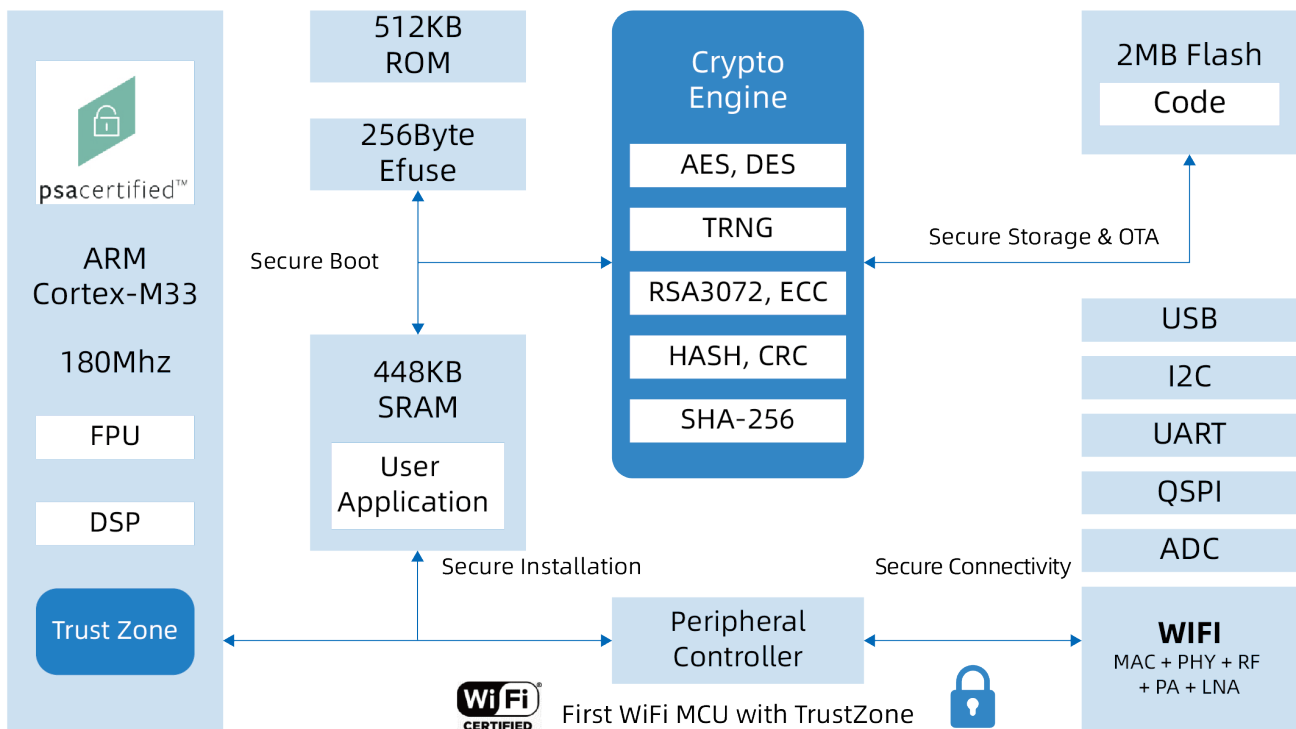 psacertified™
ARM
Cortex-M33
180Mhz
FPU
DSP
Trust Zone
512KB
ROM
256Byte
Efuse
Secure Boot
448KB
SRAM
User
Application
Secure Installation
Crypto
Engine
AES, DES
TRNG
RSA3072, ECC
HASH, CRC
SHA-256
Secure Storage & OTA
2MB Flash
Code
USB
I2C
UART
QSPI
ADC
Secure Connectivity
Peripheral
Controller
WIFI
MAC + PHY + RF
+ PA + LNA
WiFi®
CERTIFIED
First WiFi MCU with TrustZone